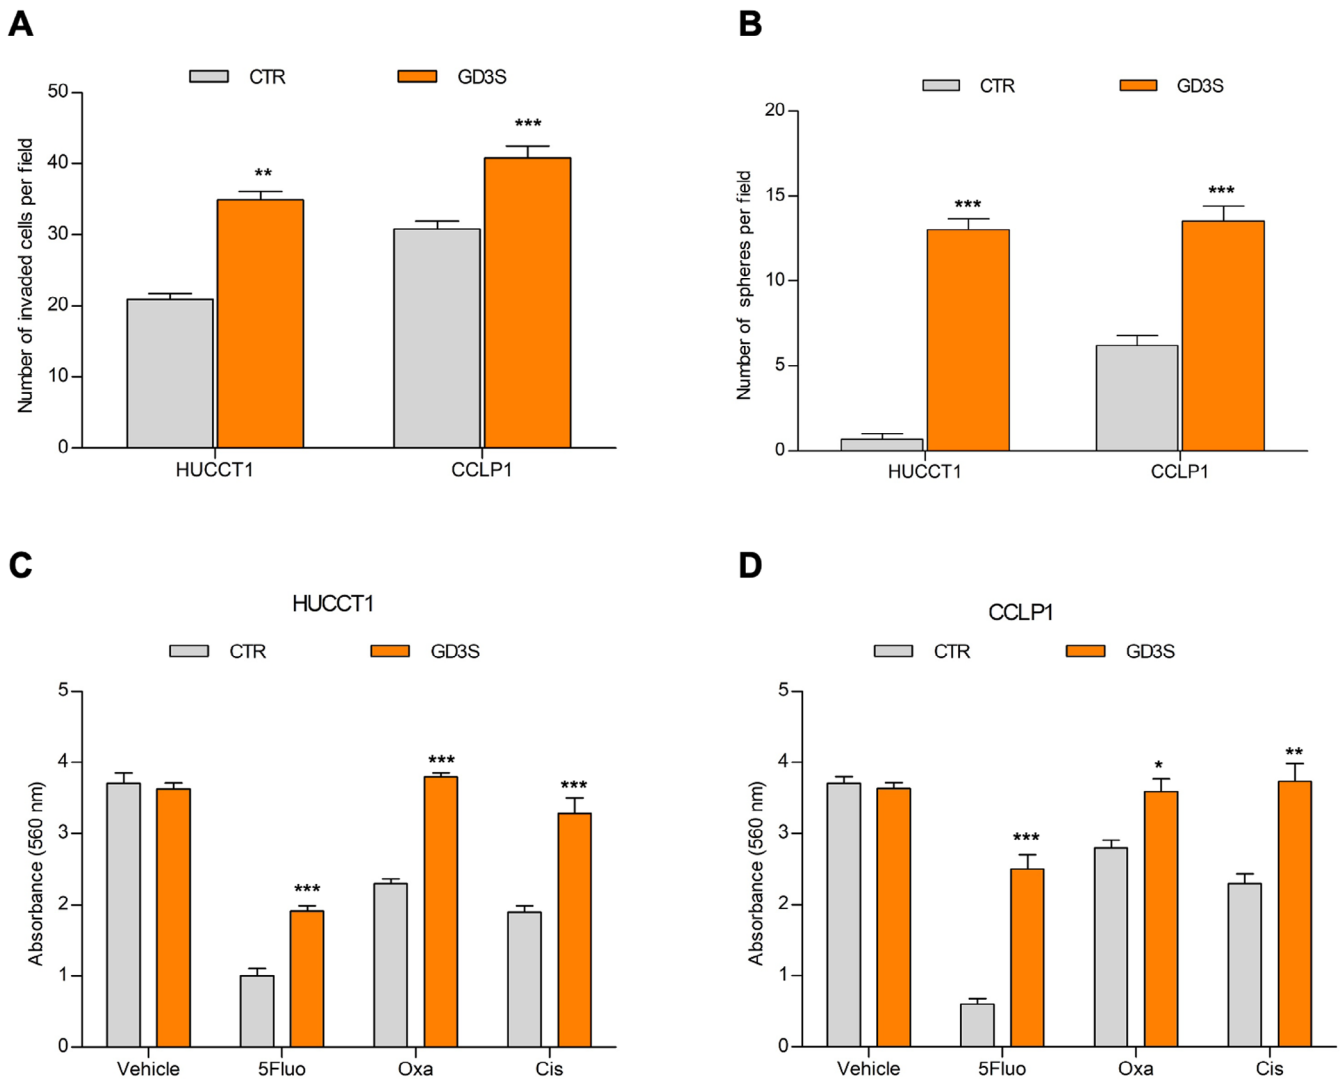 A
CTR GD3S
Number of invaded cells per field
50
40
30
20
10
0
**
***
HUCCT1 CCLP1
B
CTR GD3S
Number of spheres per field
20
15
10
5
0
***
***
HUCCT1 CCLP1
C
HUCCT1
CTR GD3S
Absorbance (560 nm)
5
4
3
2
1
0
***
***
***
Vehicle 5Fluo Oxa Cis
D
CCLP1
CTR GD3S
Absorbance (560 nm)
5
4
3
2
1
0
***
*
**
Vehicle 5Fluo Oxa Cis